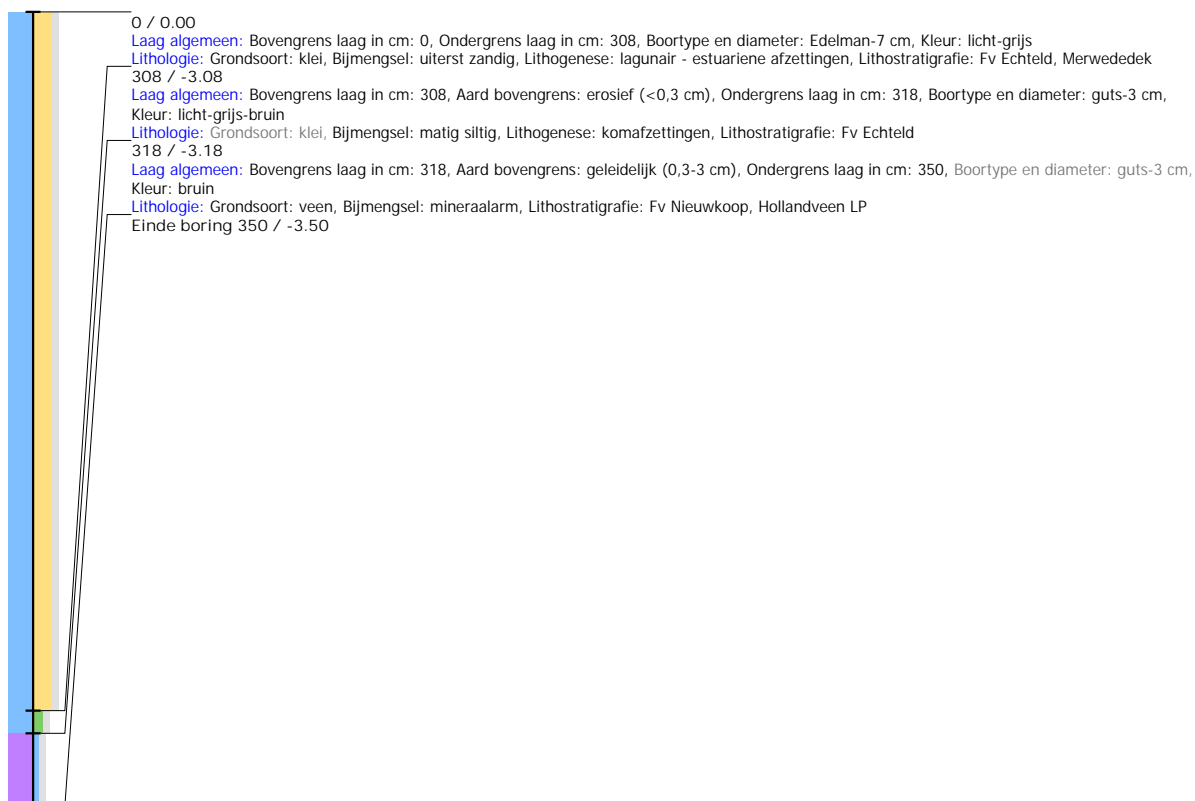 0 / 0.00
Laag algemeen: Bovengrens laag in cm: 0, Ondergrens laag in cm: 308, Boortype en diameter: Edelman-7 cm, Kleur: licht-grijs
Lithologie: Grondsoort: klei, Bijmengsel: uiterst zandig, Lithogenese: lagunair - estuariene afzettingen, Lithostratigrafie: Fv Echteld, Merwededek
308 / -3.08
Laag algemeen: Bovengrens laag in cm: 308, Aard bovengrens: erosief (<0,3 cm), Ondergrens laag in cm: 318, Boortype en diameter: guts-3 cm,
Kleur: licht-grijs-bruin
Lithologie: Grondsoort: klei, Bijmengsel: matig siltig, Lithogenese: komafzettingen, Lithostratigrafie: Fv Echteld
318 / -3.18
Laag algemeen: Bovengrens laag in cm: 318, Aard bovengrens: geleidelijk (0,3-3 cm), Ondergrens laag in cm: 350, Boortype en diameter: guts-3 cm,
Kleur: bruin
Lithologie: Grondsoort: veen, Bijmengsel: mineraalarm, Lithostratigrafie: Fv Nieuwkoop, Hollandveen LP
Einde boring 350 / -3.50